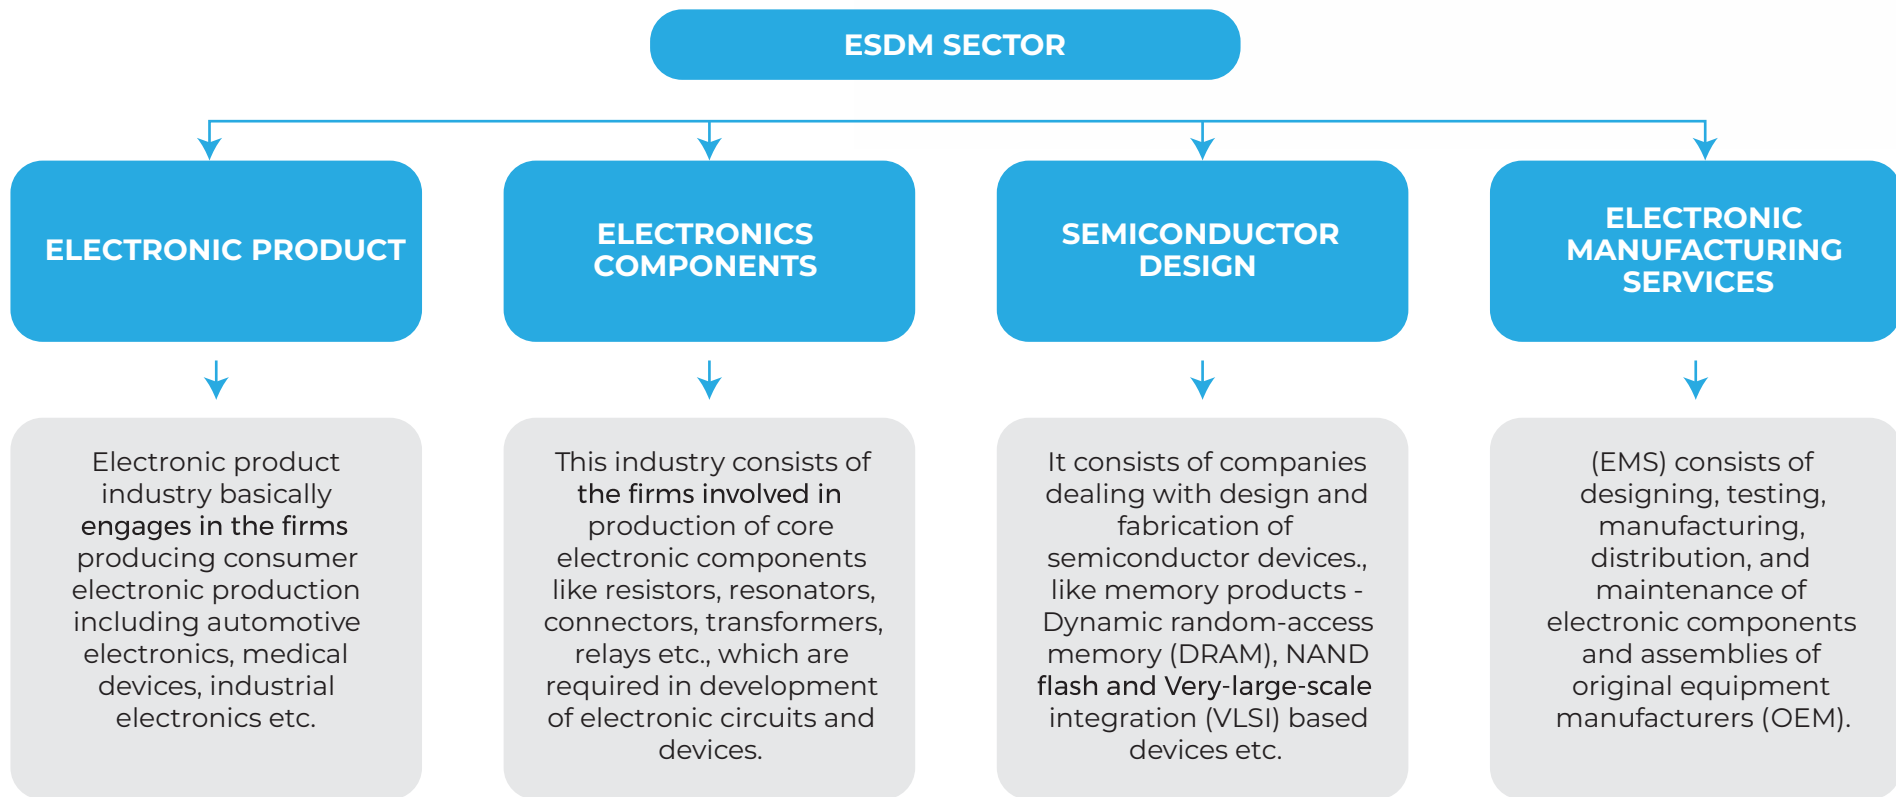 ESDM SECTOR
ELECTRONIC PRODUCT
Electronic product
industry basically
engages in the firms
producing consumer
electronic production
including automotive
electronics, medical
devices, industrial
electronics etc.
ELECTRONICS
COMPONENTS
This industry consists of
the firms involved in
production of core
electronic components
like resistors, resonators,
connectors, transformers,
relays etc., which are
required in development
of electronic circuits and
devices.
SEMICONDUCTOR
DESIGN
It consists of companies
dealing with design and
fabrication of
semiconductor devices.,
like memory products -
Dynamic random-access
memory (DRAM), NAND
flash and Very-large-scale
integration (VLSI) based
devices etc.
ELECTRONIC
MANUFACTURING
SERVICES
(EMS) consists of
designing, testing,
manufacturing,
distribution, and
maintenance of
electronic components
and assemblies of
original equipment
manufacturers (OEM).